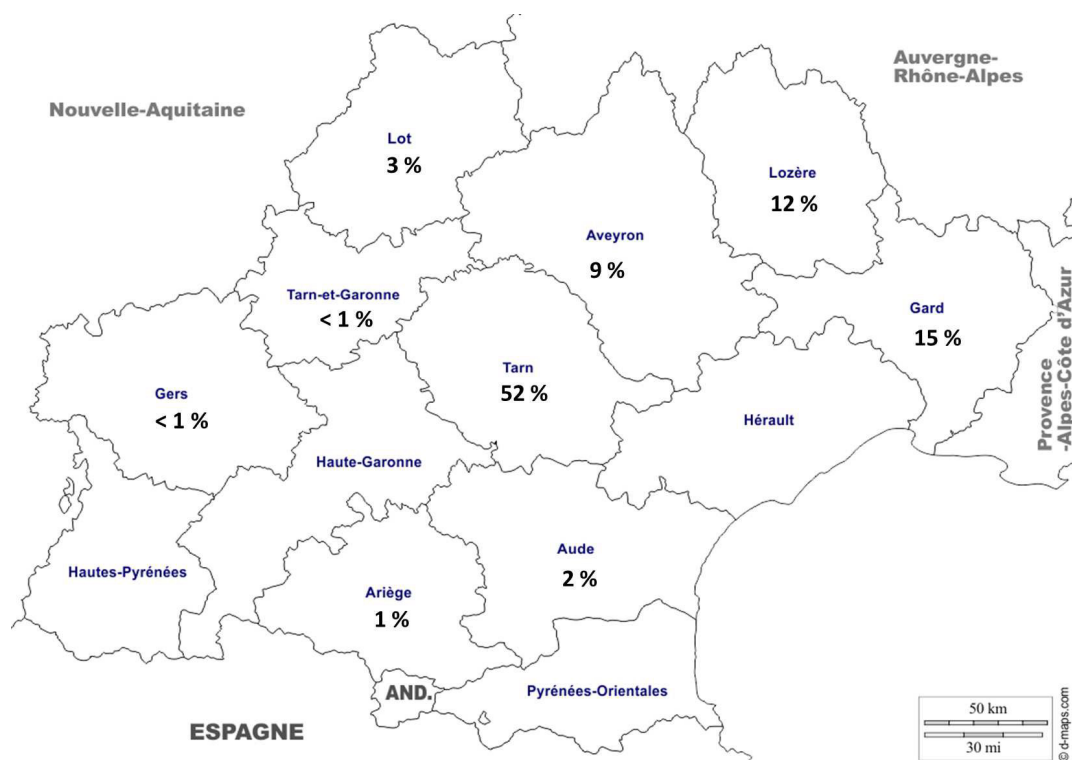 Auvergne-
Rhône-Alpes
Nouvelle-Aquitaine
Lot
3 %
Lozère
12 %
Aveyron
9 %
Tarn-et-Garonne
< 1 %
Gard
15 %
Provence
-Alpes-Côte d'Azur
Tarn
52 %
Gers
< 1 %
Hérault
Haute-Garonne
Aude
2 %
Hautes-Pyrénées
Ariège
1 %
AND.
Pyrénées-Orientales
ESPAGNE
50 km
30 mi
© d-maps.com